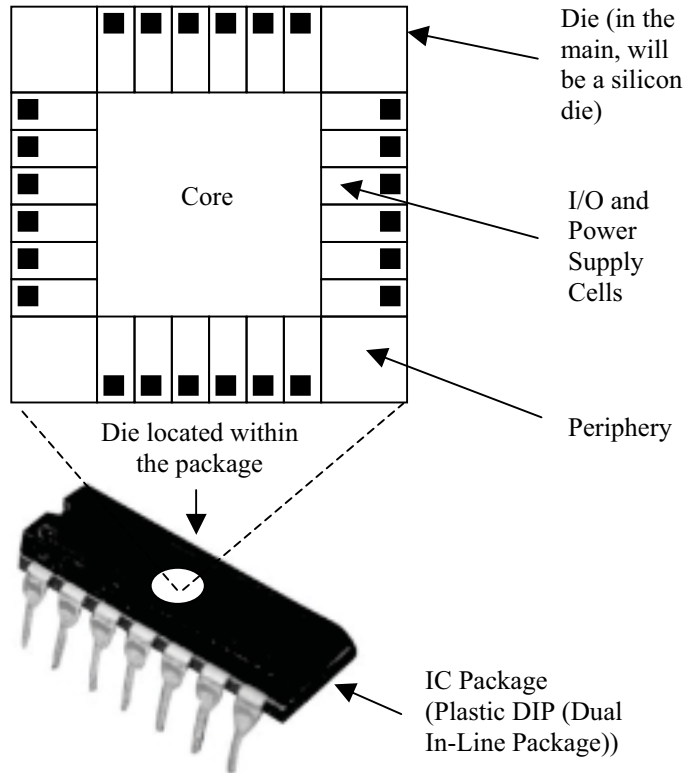 Die (in the
main, will
be a silicon
die)
Core
I/O and
Power
Supply
Cells
Periphery
Die located within
the package
IC Package
(Plastic DIP (Dual
In-Line Package))